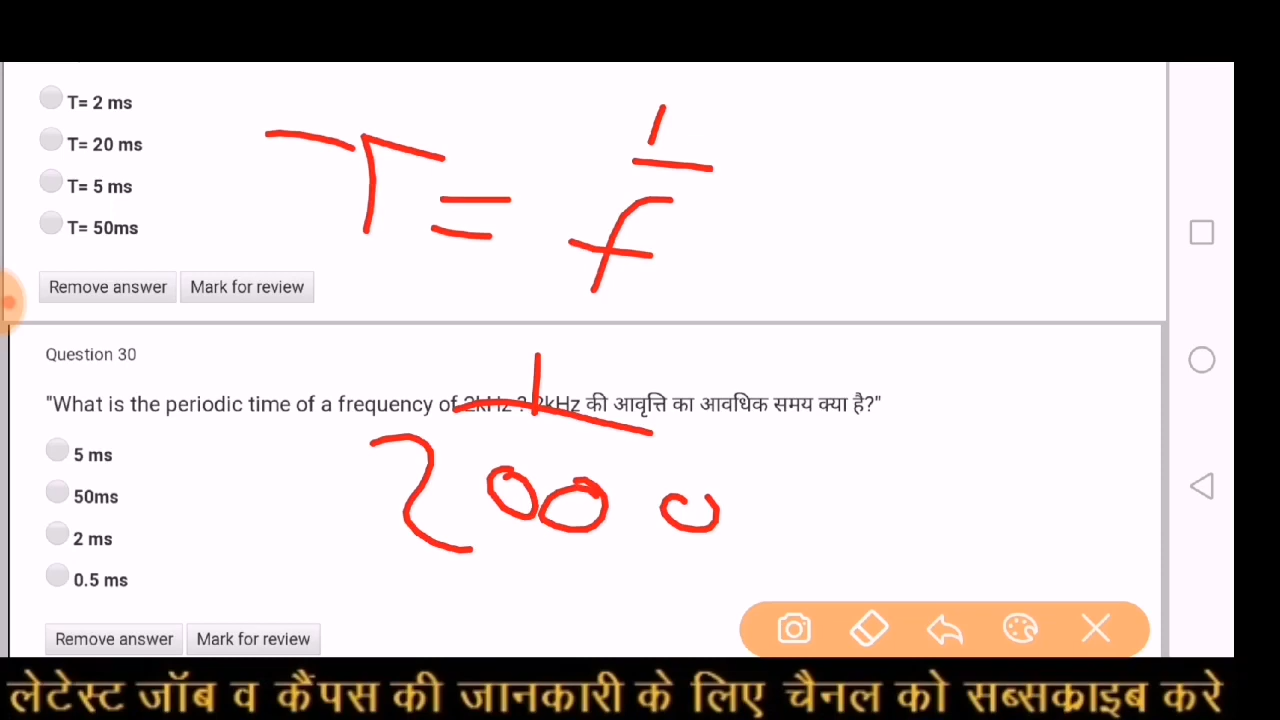 T= 2 ms
T= 20 ms
T= 5 ms
T= 50ms
T = 1/f
Remove answer Mark for review
Question 30
"What is the periodic time of a frequency of 2kHz ? 2kHz की आवृत्ति का आवधिक समय क्या है?"
1
2000
5 ms
50ms
2 ms
0.5 ms
Remove answer Mark for review
लेटेस्ट जॉब व कैंपस की जानकारी के लिए चैनल को सब्सक्राइब करे